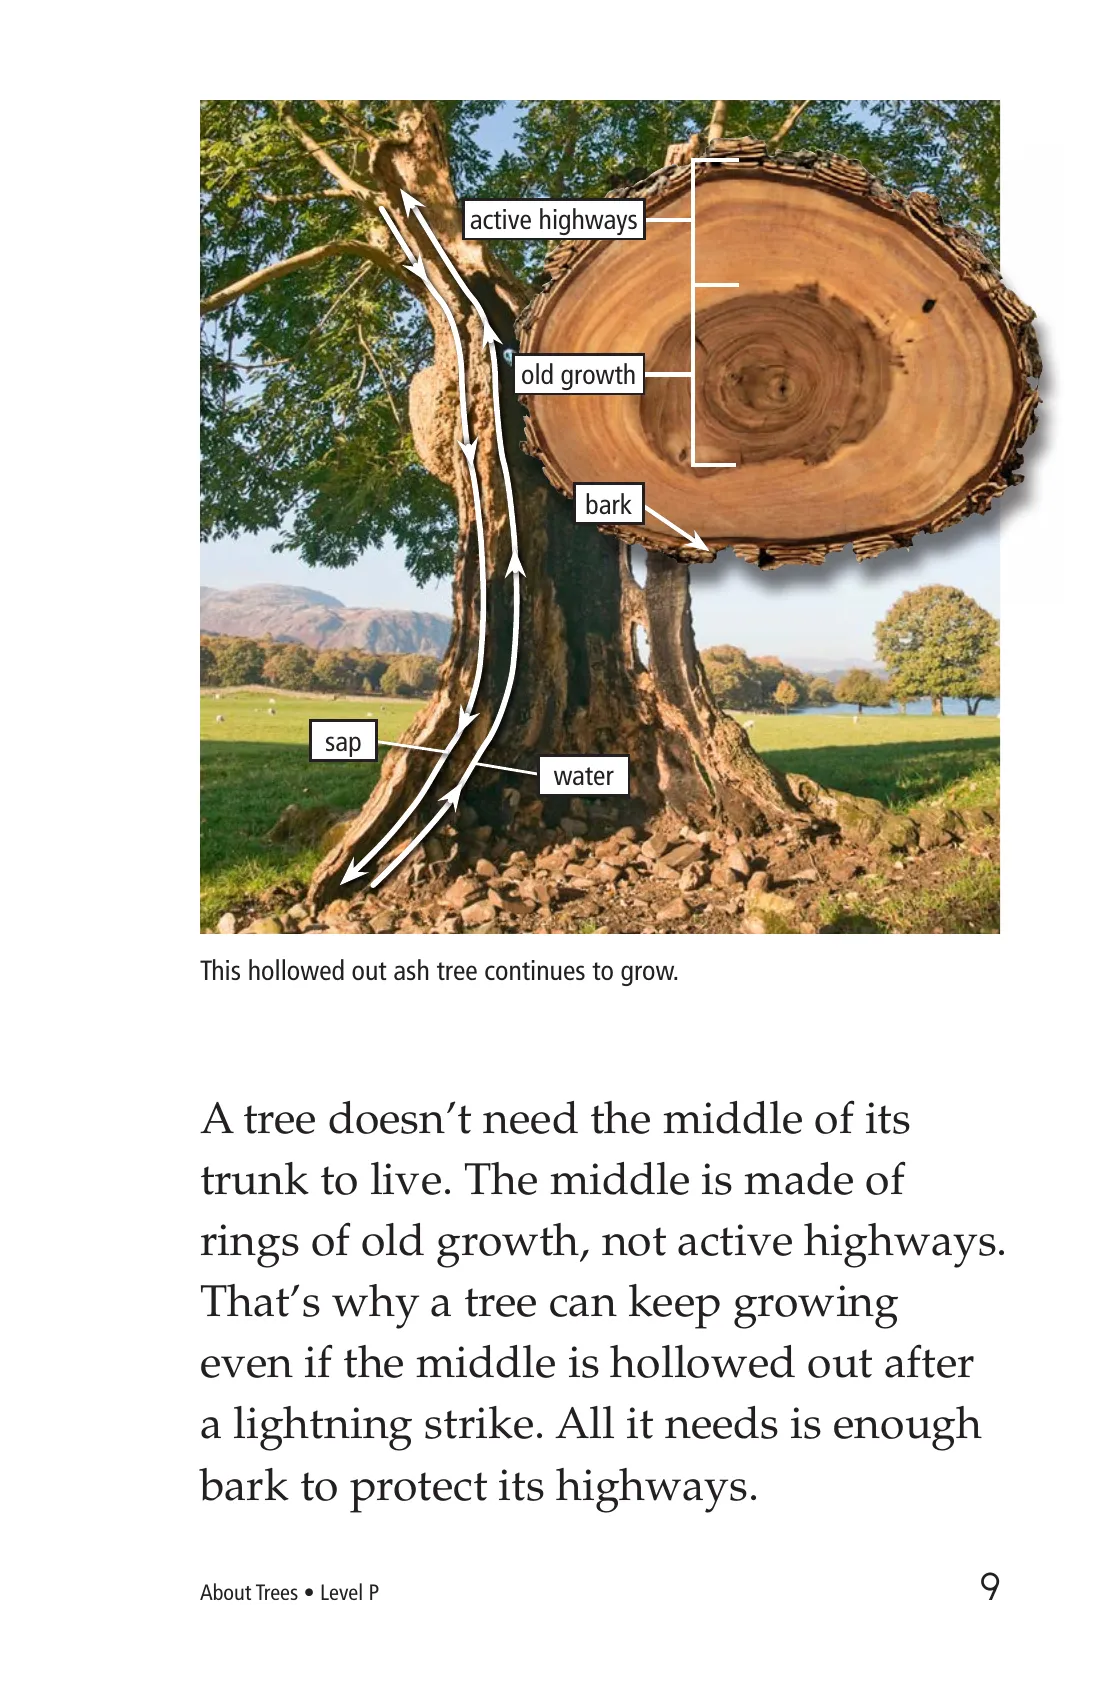 active highways
old growth
bark
sap
water
This hollowed out ash tree continues to grow.
A tree doesn’t need the middle of its
trunk to live. The middle is made of
rings of old growth, not active highways.
That’s why a tree can keep growing
even if the middle is hollowed out after
a lightning strike. All it needs is enough
bark to protect its highways.
About Trees • Level P
9